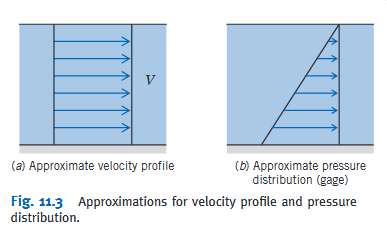 V
(a) Approximate velocity profile
(b) Approximate pressure
distribution (gage)
Fig. 11.3 Approximations for velocity profile and pressure
distribution.